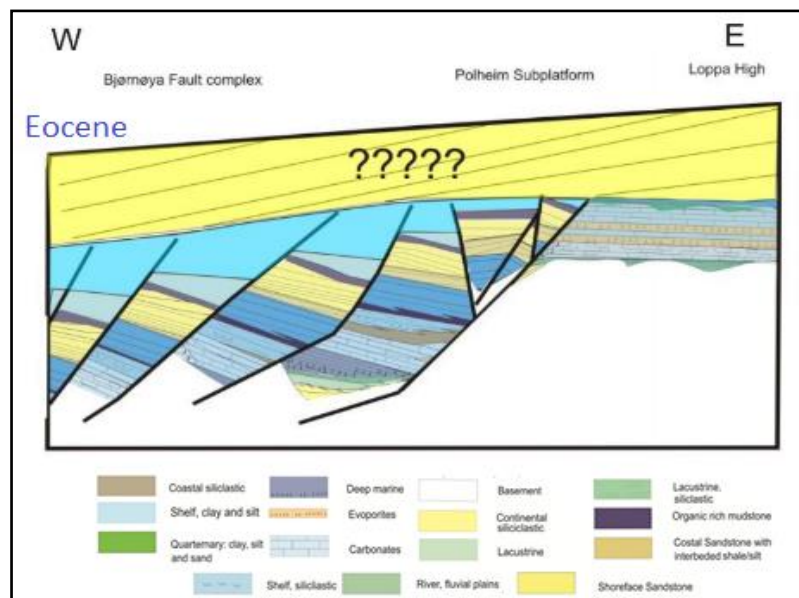 W
E
Bjørnøya Fault complex
Polheim Subplatform
Loppa High
Eocene
?????
Coastal siliclastic
Deep marine
Basement
Lacustrine, siliclastic
Shelf, clay and silt
Evoporites
Continental siliciclastic
Organic rich mudstone
Quarternary: clay, silt and sand
Carbonates
Lacustrine
Costal Sandstone with interbeded shale/silt
Shelf, siliclastic
River, fluvial plains
Shoreface Sandstone